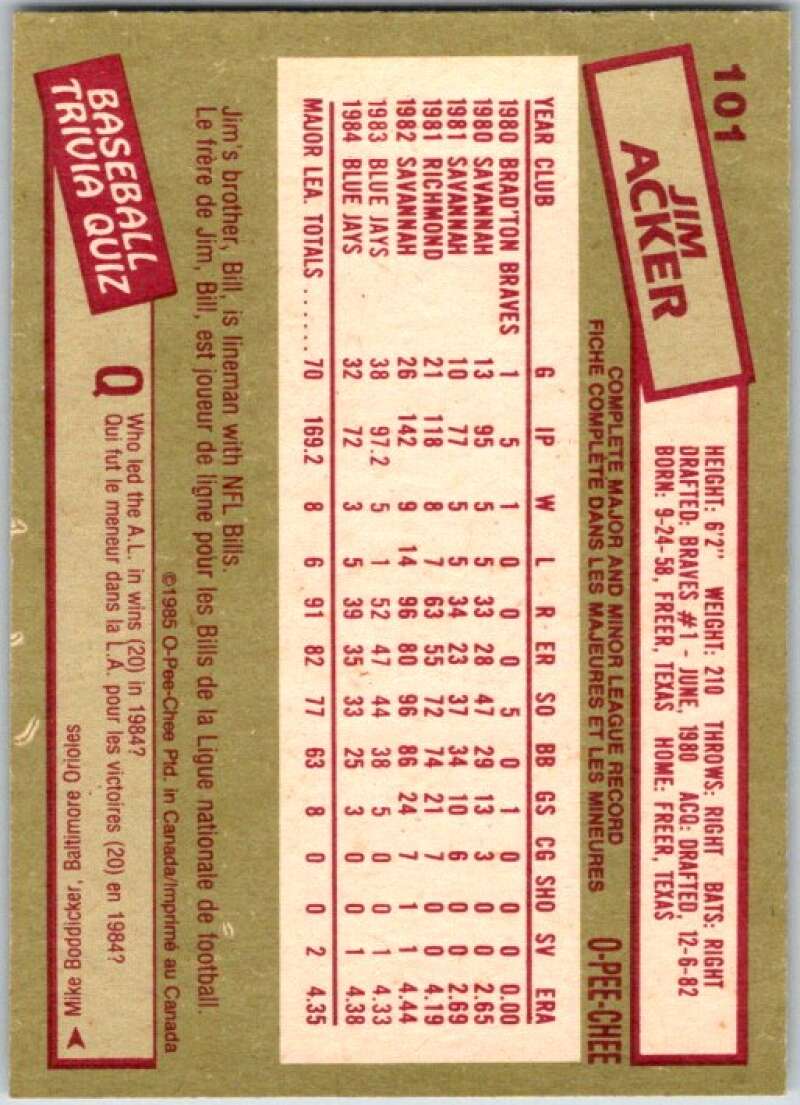 101
JIM
ACKER
HEIGHT: 6'2" WEIGHT: 210 THROWS: RIGHT BATS: RIGHT
DRAFTED: BRAVES #1 - JUNE, 1980 ACQ: DRAFTED, 12-6-82
BORN: 9-24-58, FREER, TEXAS HOME: FREER, TEXAS
COMPLETE MAJOR AND MINOR LEAGUE RECORD
FICHE COMPLÈTE DANS LES MAJEURES ET LES MINEURES
O-PEE-CHEE
YEAR CLUB G IP W L R ER SO BB GS CG SHO SV ERA
1980 BRAD'TON BRAVES 1 5 1 0 0 0 5 0 1 0 0 0 0.00
1980 SAVANNAH 13 95 5 5 33 28 47 29 13 3 0 0 2.65
1981 SAVANNAH 10 77 5 5 34 23 37 34 10 6 0 0 2.69
1981 RICHMOND 21 118 8 7 63 55 72 74 21 7 0 0 4.19
1982 SAVANNAH 26 142 9 14 96 80 96 86 24 7 1 1 4.44
1983 BLUE JAYS 38 97.2 5 1 52 47 44 38 5 0 0 1 4.33
1984 BLUE JAYS 32 72 3 5 39 35 33 25 3 0 0 1 4.38
MAJOR LEA. TOTALS ...... 70 169.2 8 6 91 82 77 63 8 0 0 2 4.35
Jim's brother, Bill, is lineman with NFL Bills.
Le frère de Jim, Bill, est joueur de ligne pour les Bills de la Ligue nationale de football.
©1985 O-Pee-Chee Ptd. in Canada/Imprimé au Canada
BASEBALL
TRIVIA QUIZ
Q Who led the A.L. in wins (20) in 1984?
Qui fut le meneur dans la L.A. pour les victoires (20) en 1984?
Mike Boddicker, Baltimore Orioles